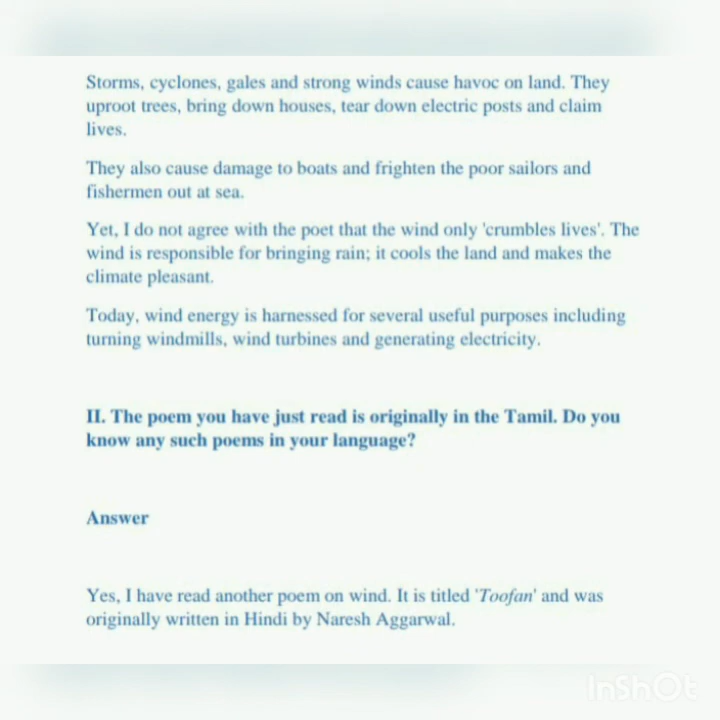 Storms, cyclones, gales and strong winds cause havoc on land. They
uproot trees, bring down houses, tear down electric posts and claim
lives.
They also cause damage to boats and frighten the poor sailors and
fishermen out at sea.
Yet, I do not agree with the poet that the wind only 'crumbles lives'. The
wind is responsible for bringing rain; it cools the land and makes the
climate pleasant.
Today, wind energy is harnessed for several useful purposes including
turning windmills, wind turbines and generating electricity.
II. The poem you have just read is originally in the Tamil. Do you
know any such poems in your language?
Answer
Yes, I have read another poem on wind. It is titled 'Toofan' and was
originally written in Hindi by Naresh Aggarwal.
InShOt